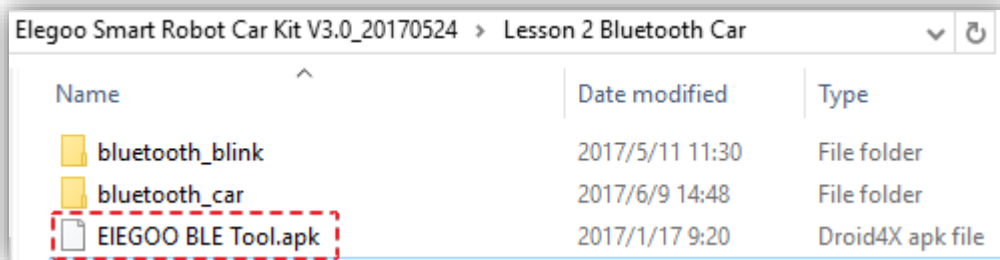 Elegoo Smart Robot Car Kit V3.0_20170524 > Lesson 2 Bluetooth Car
Name Date modified Type
bluetooth_blink 2017/5/11 11:30 File folder
bluetooth_car 2017/6/9 14:48 File folder
ElEGOO BLE Tool.apk 2017/1/17 9:20 Droid4X apk file